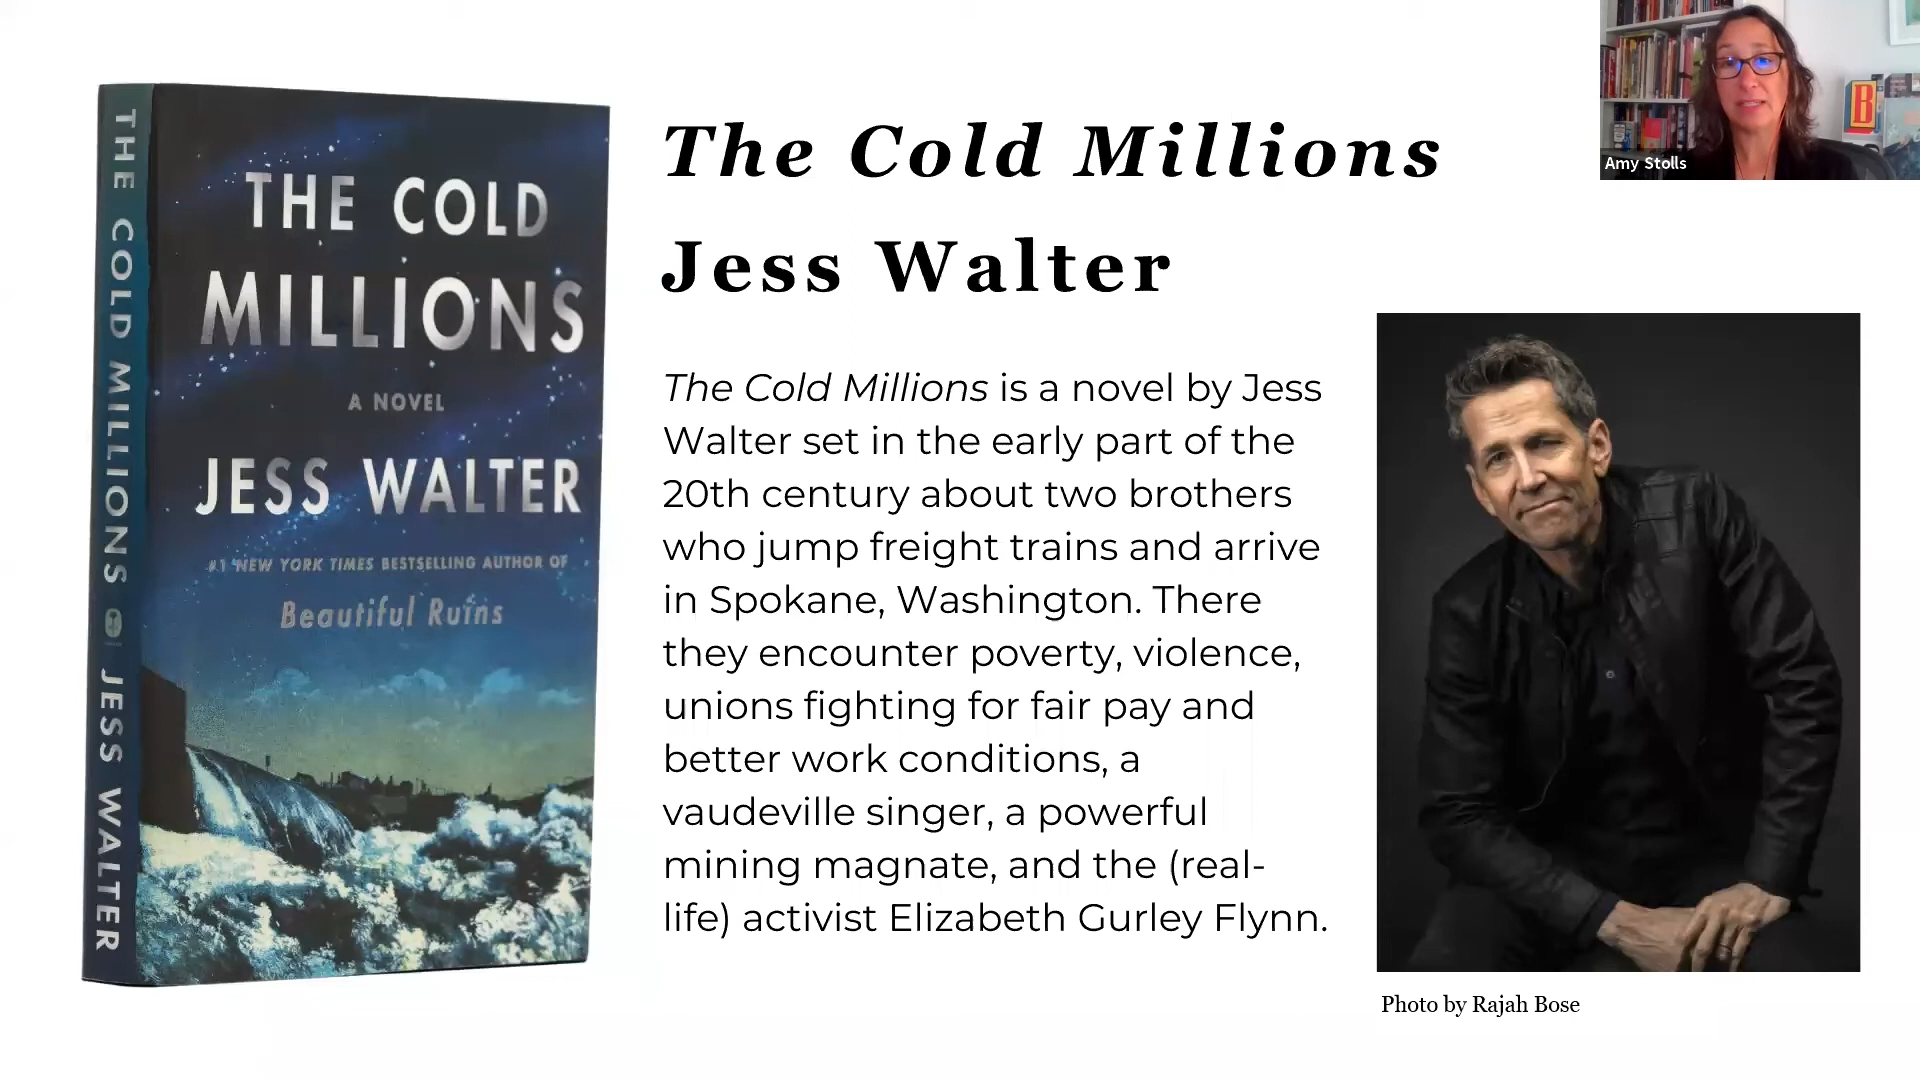 THE COLD MILLIONS JESS WALTER
THE COLD
MILLIONS
A NOVEL
JESS WALTER
#1 NEW YORK TIMES BESTSELLING AUTHOR OF
Beautiful Ruins
The Cold Millions
Jess Walter
The Cold Millions is a novel by Jess
Walter set in the early part of the
20th century about two brothers
who jump freight trains and arrive
in Spokane, Washington. There
they encounter poverty, violence,
unions fighting for fair pay and
better work conditions, a
vaudeville singer, a powerful
mining magnate, and the (real-
life) activist Elizabeth Gurley Flynn.
Photo by Rajah Bose
Amy Stolls
B